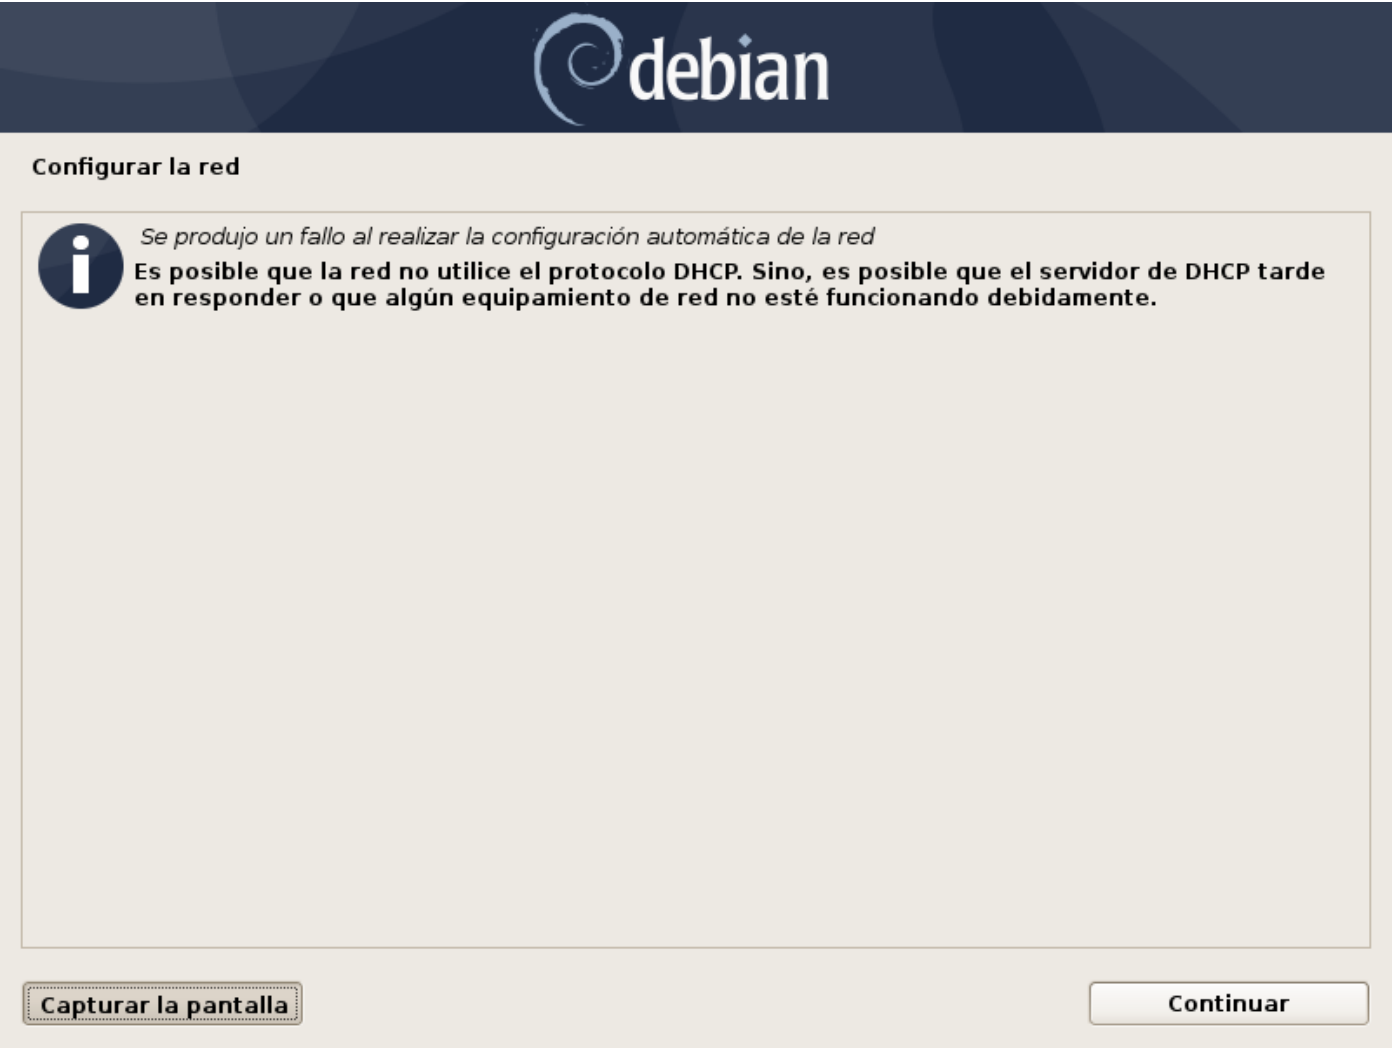 debian
Configurar la red
Se produjo un fallo al realizar la configuración automática de la red
Es posible que la red no utilice el protocolo DHCP. Sino, es posible que el servidor de DHCP tarde
en responder o que algún equipamiento de red no esté funcionando debidamente.
Capturar la pantalla
Continuar